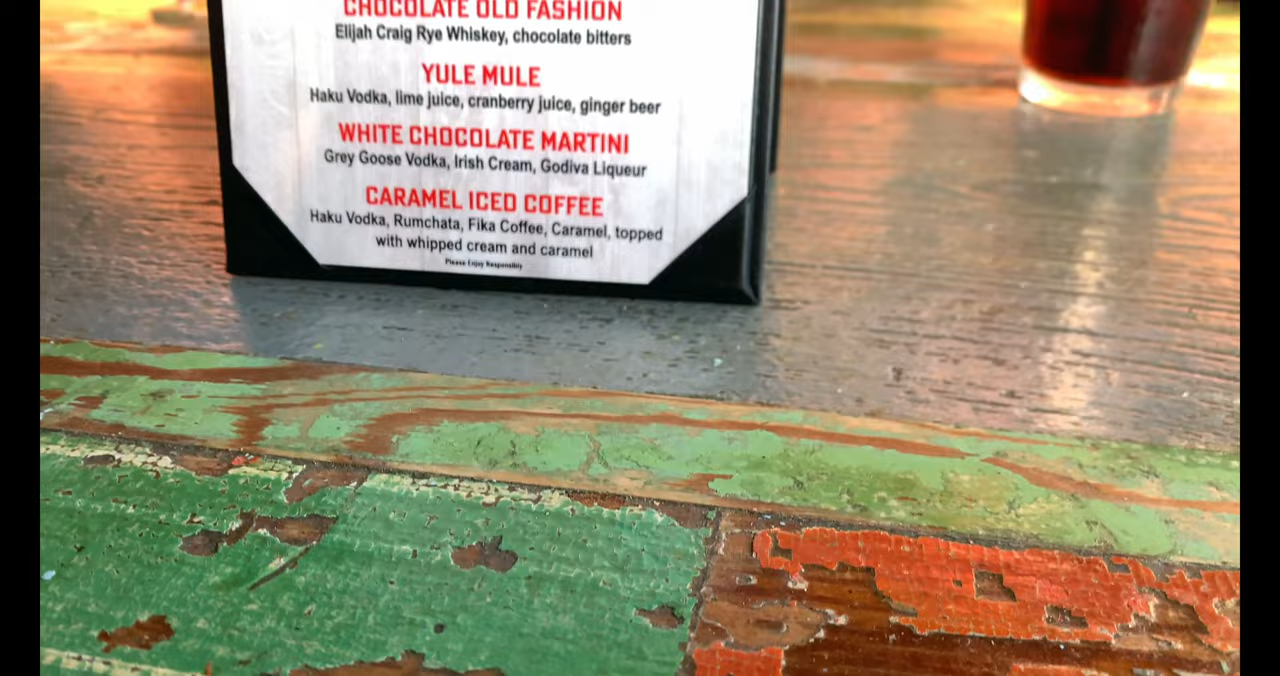 CHOCOLATE OLD FASHION
Elijah Craig Rye Whiskey, chocolate bitters
YULE MULE
Haku Vodka, lime juice, cranberry juice, ginger beer
WHITE CHOCOLATE MARTINI
Grey Goose Vodka, Irish Cream, Godiva Liqueur
CARAMEL ICED COFFEE
Haku Vodka, Rumchata, Fika Coffee, Caramel, topped
with whipped cream and caramel
Please Enjoy Responsibly